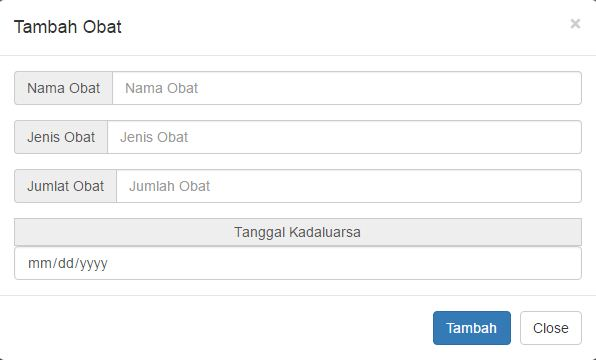 Tambah Obat ×
Nama Obat Nama Obat
Jenis Obat Jenis Obat
Jumlat Obat Jumlah Obat
Tanggal Kadaluarsa
mm/dd/yyyy
Tambah Close